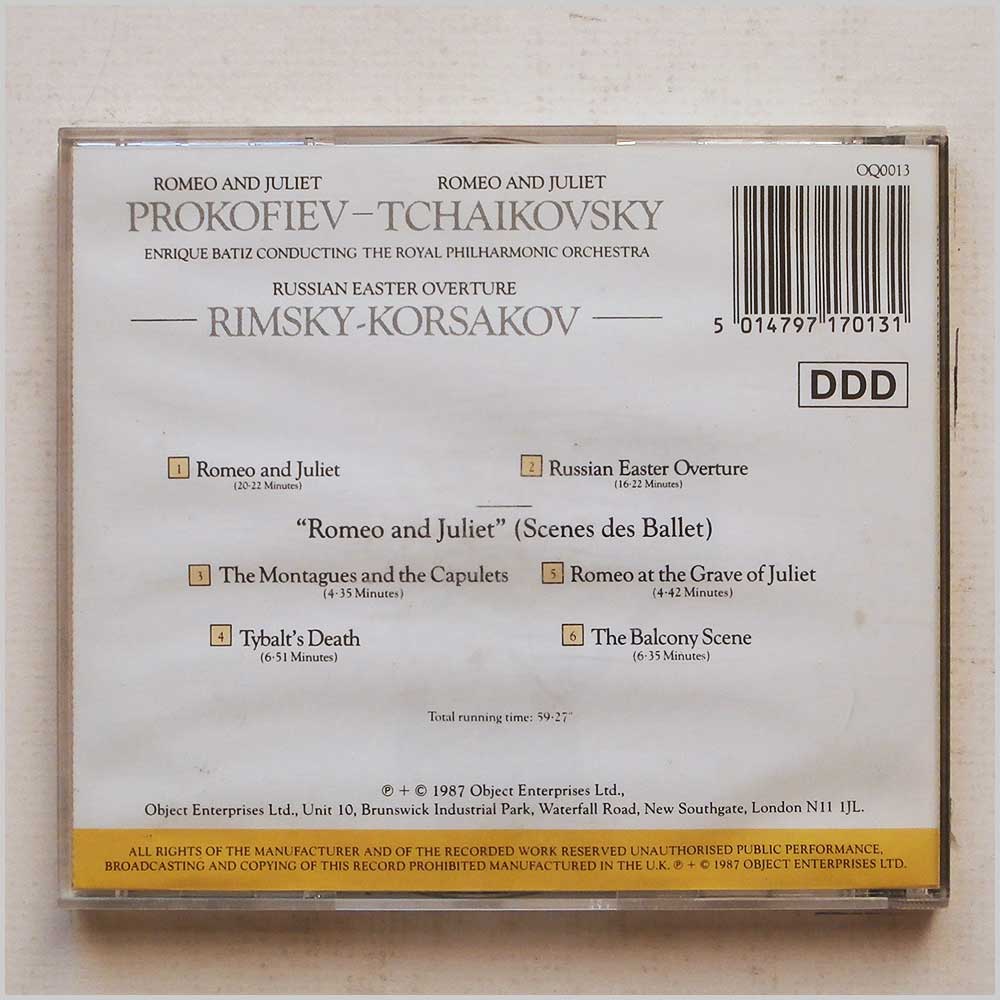 OQ0013
ROMEO AND JULIET ROMEO AND JULIET
PROKOFIEV–TCHAIKOVSKY
ENRIQUE BATIZ CONDUCTING THE ROYAL PHILHARMONIC ORCHESTRA
RUSSIAN EASTER OVERTURE
RIMSKY-KORSAKOV
5 014797 170131
DDD
1 Romeo and Juliet
(20·22 Minutes)
2 Russian Easter Overture
(16·22 Minutes)
“Romeo and Juliet” (Scenes des Ballet)
3 The Montagues and the Capulets
(4·35 Minutes)
5 Romeo at the Grave of Juliet
(4·42 Minutes)
4 Tybalt's Death
(6·51 Minutes)
6 The Balcony Scene
(6·35 Minutes)
Total running time: 59·27"
℗ + © 1987 Object Enterprises Ltd.,
Object Enterprises Ltd., Unit 10, Brunswick Industrial Park, Waterfall Road, New Southgate, London N11 1JL.
ALL RIGHTS OF THE MANUFACTURER AND OF THE RECORDED WORK RESERVED UNAUTHORISED PUBLIC PERFORMANCE,
BROADCASTING AND COPYING OF THIS RECORD PROHIBITED MANUFACTURED IN THE U.K. ℗ + © 1987 OBJECT ENTERPRISES LTD.